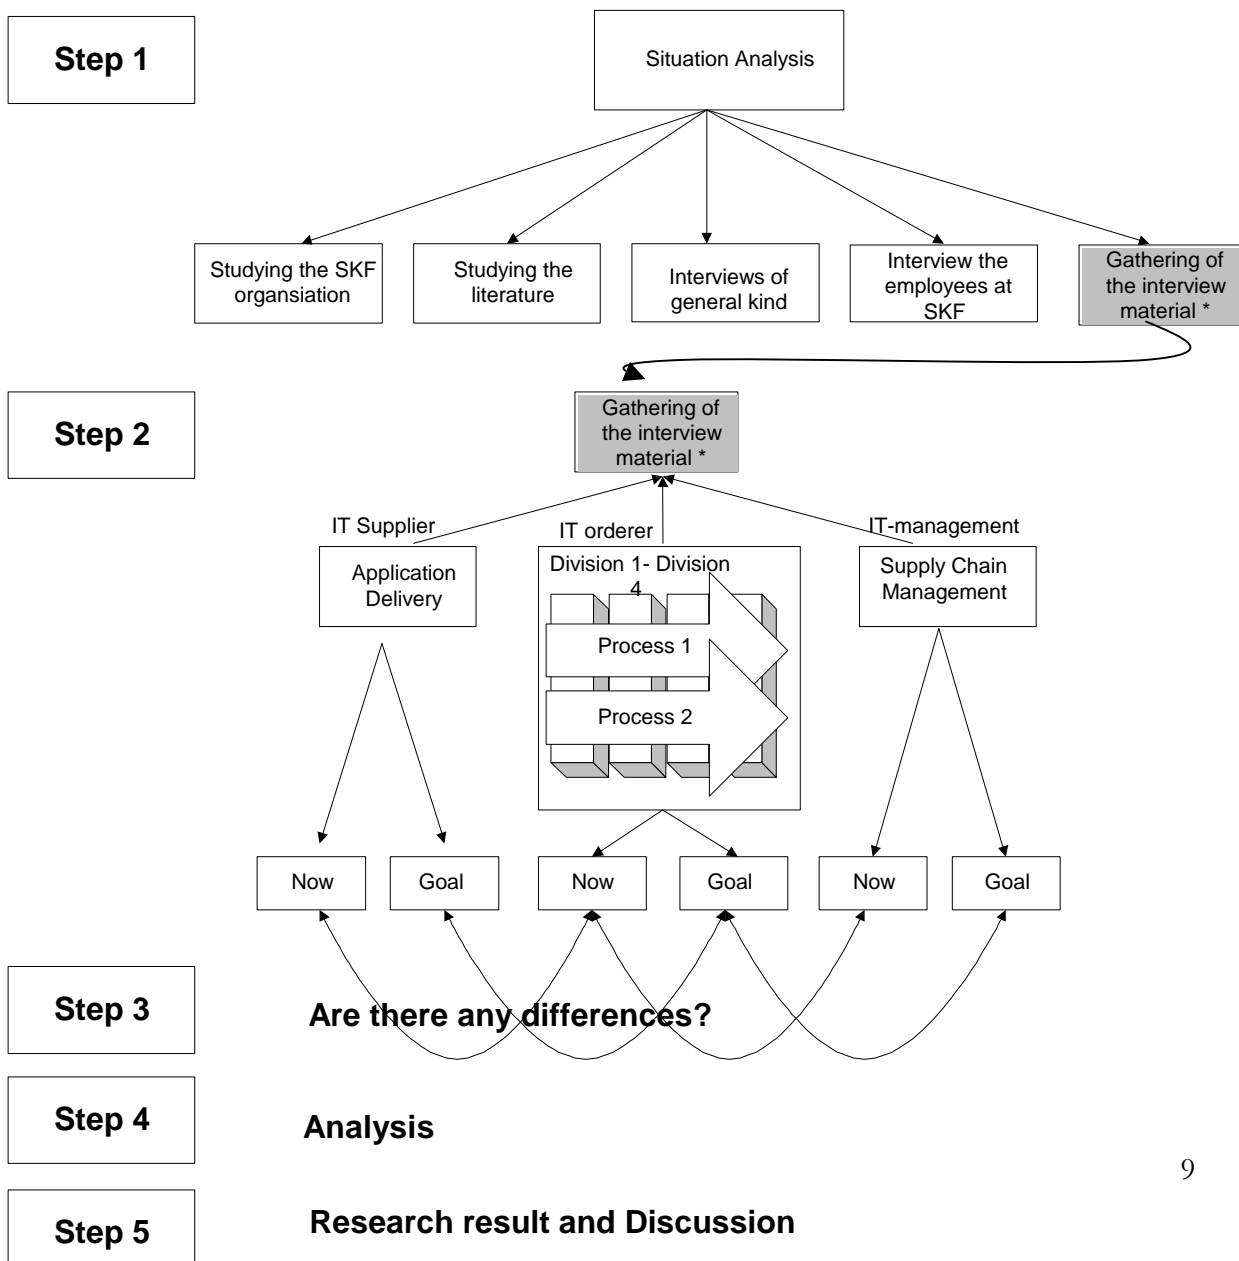 Step 1
Situation Analysis
Studying the SKF
organsiation
Studying the
literature
Interviews of
general kind
Interview the
employees at
SKF
Gathering of
the interview
material *
Step 2
Gathering of
the interview
material *
IT Supplier
IT orderer
IT-management
Application
Delivery
Division 1- Division
4
Process 1
Process 2
Supply Chain
Management
Now
Goal
Now
Goal
Now
Goal
Step 3
Are there any differences?
Step 4
Analysis
9
Step 5
Research result and Discussion